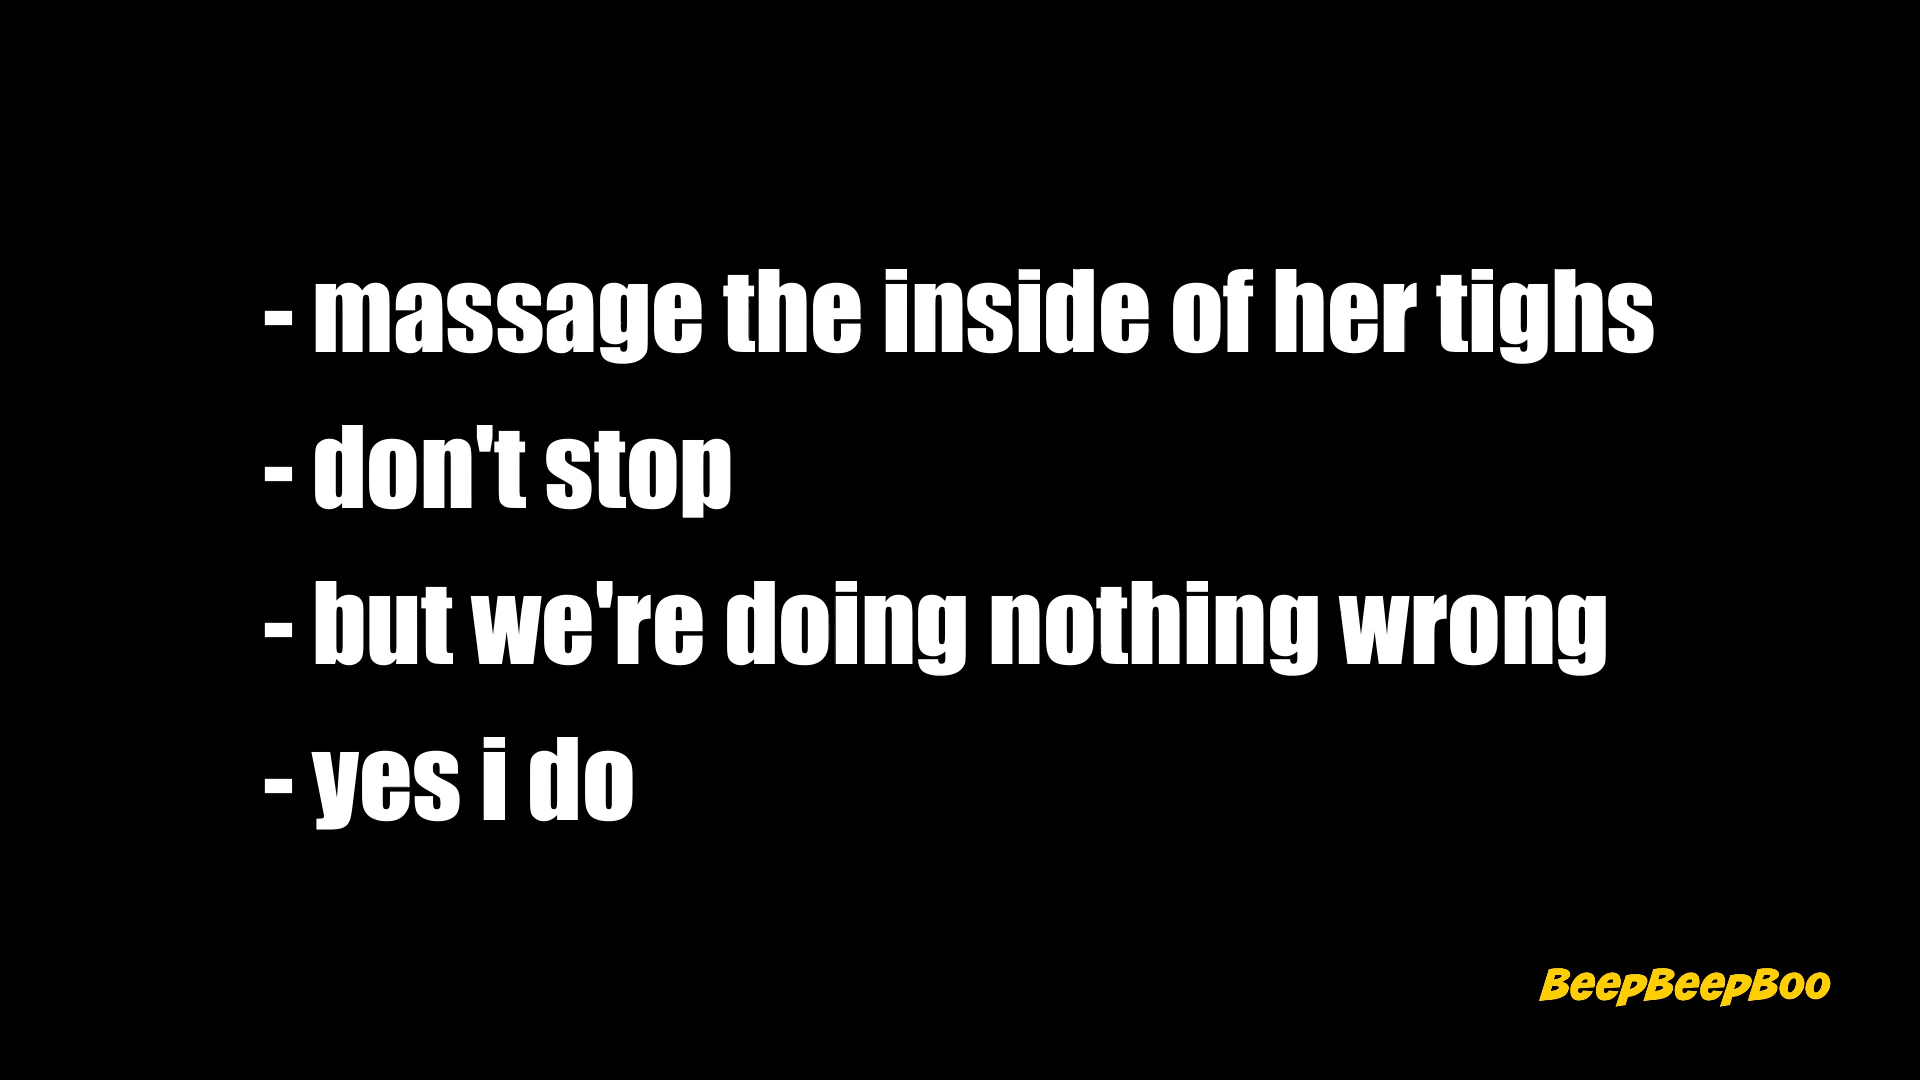 - massage the inside of her tighs
- don't stop
- but we're doing nothing wrong
- yes i do
BeepBeepBoo